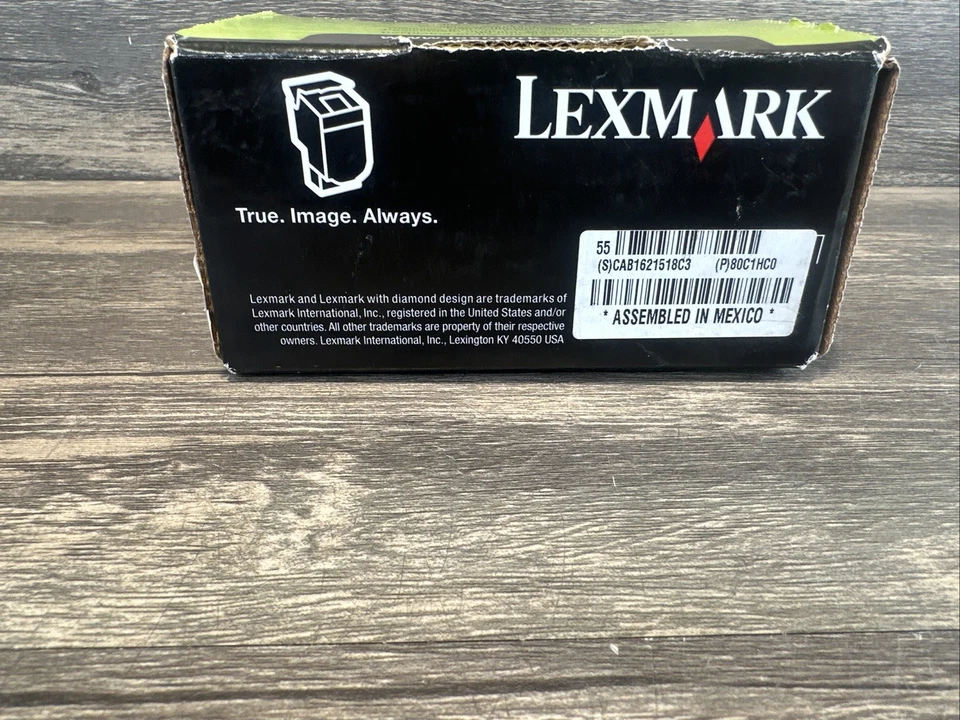 LEXMARK
True. Image. Always.
55
(S)CAB1621518C3 (P)80C1HC0
* ASSEMBLED IN MEXICO *
Lexmark and Lexmark with diamond design are trademarks of
Lexmark International, Inc., registered in the United States and/or
other countries. All other trademarks are property of their respective
owners. Lexmark International, Inc., Lexington KY 40550 USA